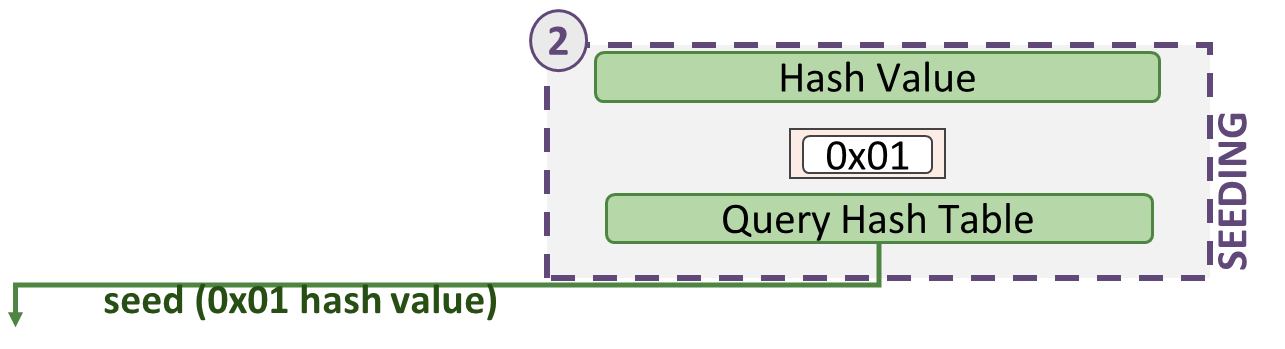 2
Hash Value
0x01
Query Hash Table
SEEDING
seed (0x01 hash value)